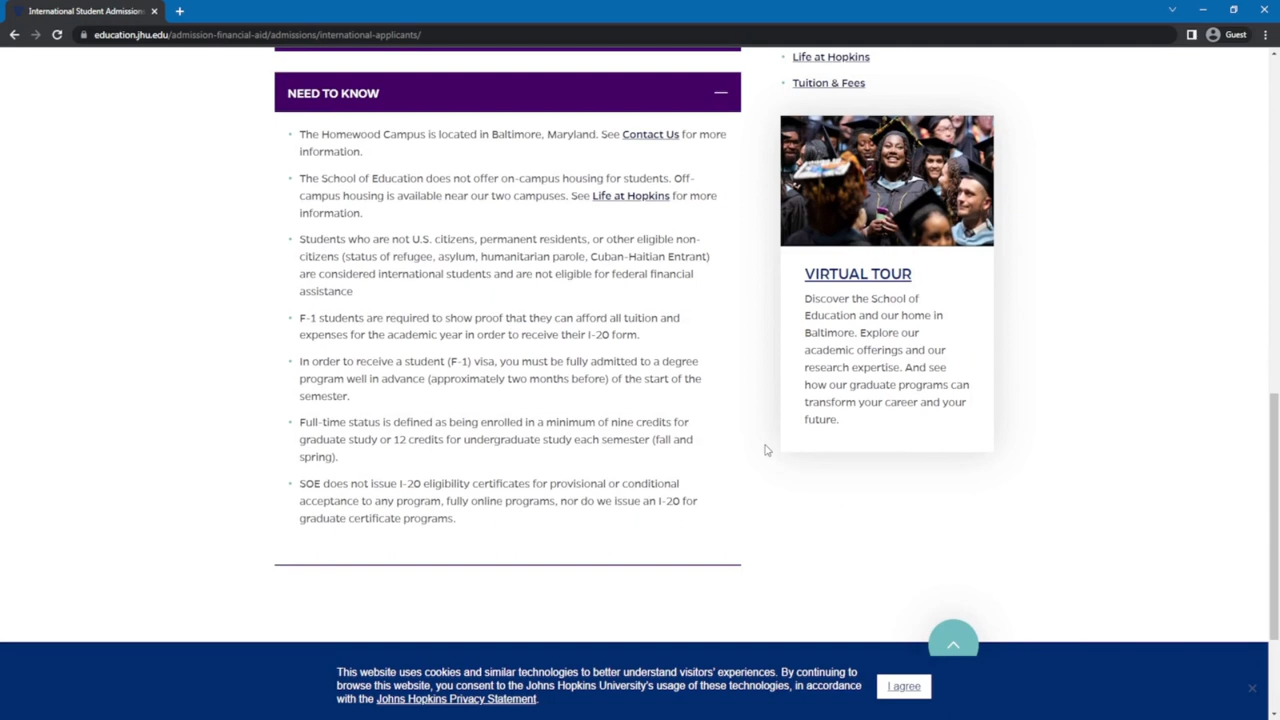 International Student Admission
education.jhu.edu/admission-financial-aid/admissions/international-applicants/
Guest
Life at Hopkins
Tuition & Fees
NEED TO KNOW
The Homewood Campus is located in Baltimore, Maryland. See Contact Us for more
information.
The School of Education does not offer on-campus housing for students. Off-
campus housing is available near our two campuses. See Life at Hopkins for more
information.
Students who are not U.S. citizens, permanent residents, or other eligible non-
citizens (status of refugee, asylum, humanitarian parole, Cuban-Haitian Entrant)
are considered international students and are not eligible for federal financial
assistance
F-1 students are required to show proof that they can afford all tuition and
expenses for the academic year in order to receive their I-20 form.
In order to receive a student (F-1) visa, you must be fully admitted to a degree
program well in advance (approximately two months before) of the start of the
semester.
Full-time status is defined as being enrolled in a minimum of nine credits for
graduate study or 12 credits for undergraduate study each semester (fall and
spring).
SOE does not issue I-20 eligibility certificates for provisional or conditional
acceptance to any program, fully online programs, nor do we issue an I-20 for
graduate certificate programs.
VIRTUAL TOUR
Discover the School of
Education and our home in
Baltimore. Explore our
academic offerings and our
research expertise. And see
how our graduate programs can
transform your career and your
future.
This website uses cookies and similar technologies to better understand visitors' experiences. By continuing to
browse this website, you consent to the Johns Hopkins University's usage of these technologies, in accordance
with the Johns Hopkins Privacy Statement.
I agree